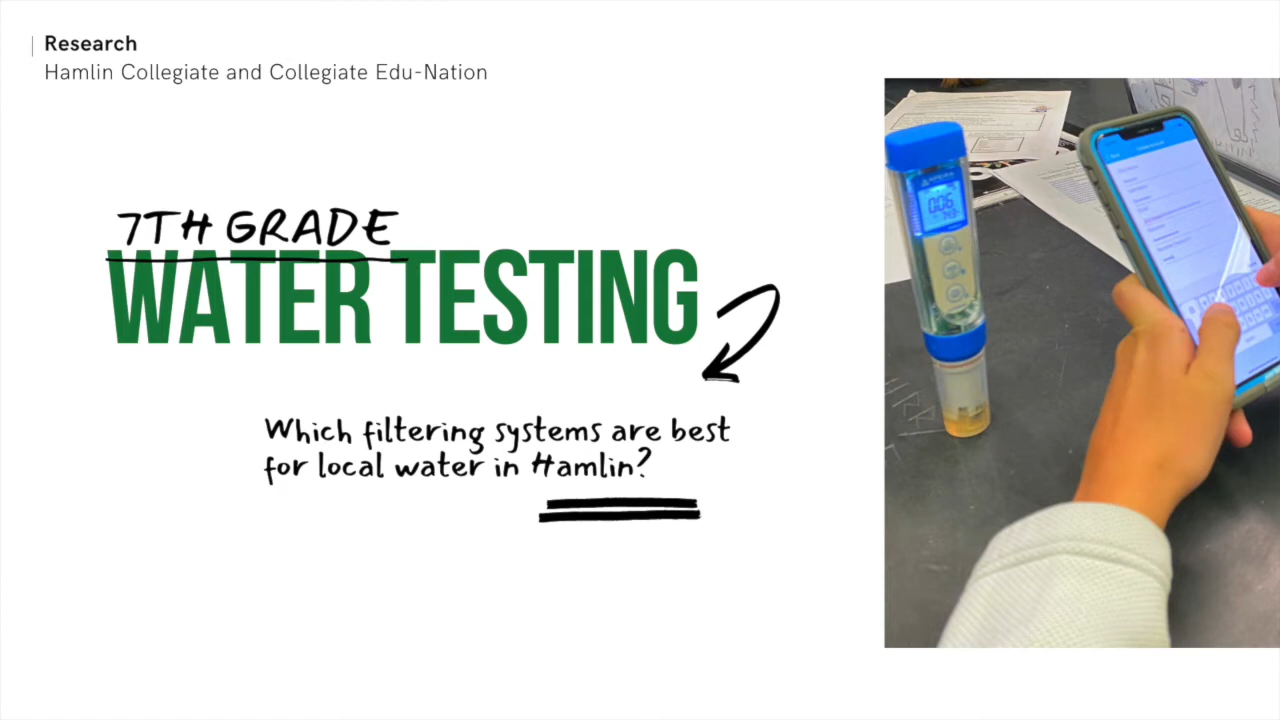 Research
Hamlin Collegiate and Collegiate Edu-Nation
7TH GRADE
WATER TESTING
Which filtering systems are best
for local water in Hamlin?